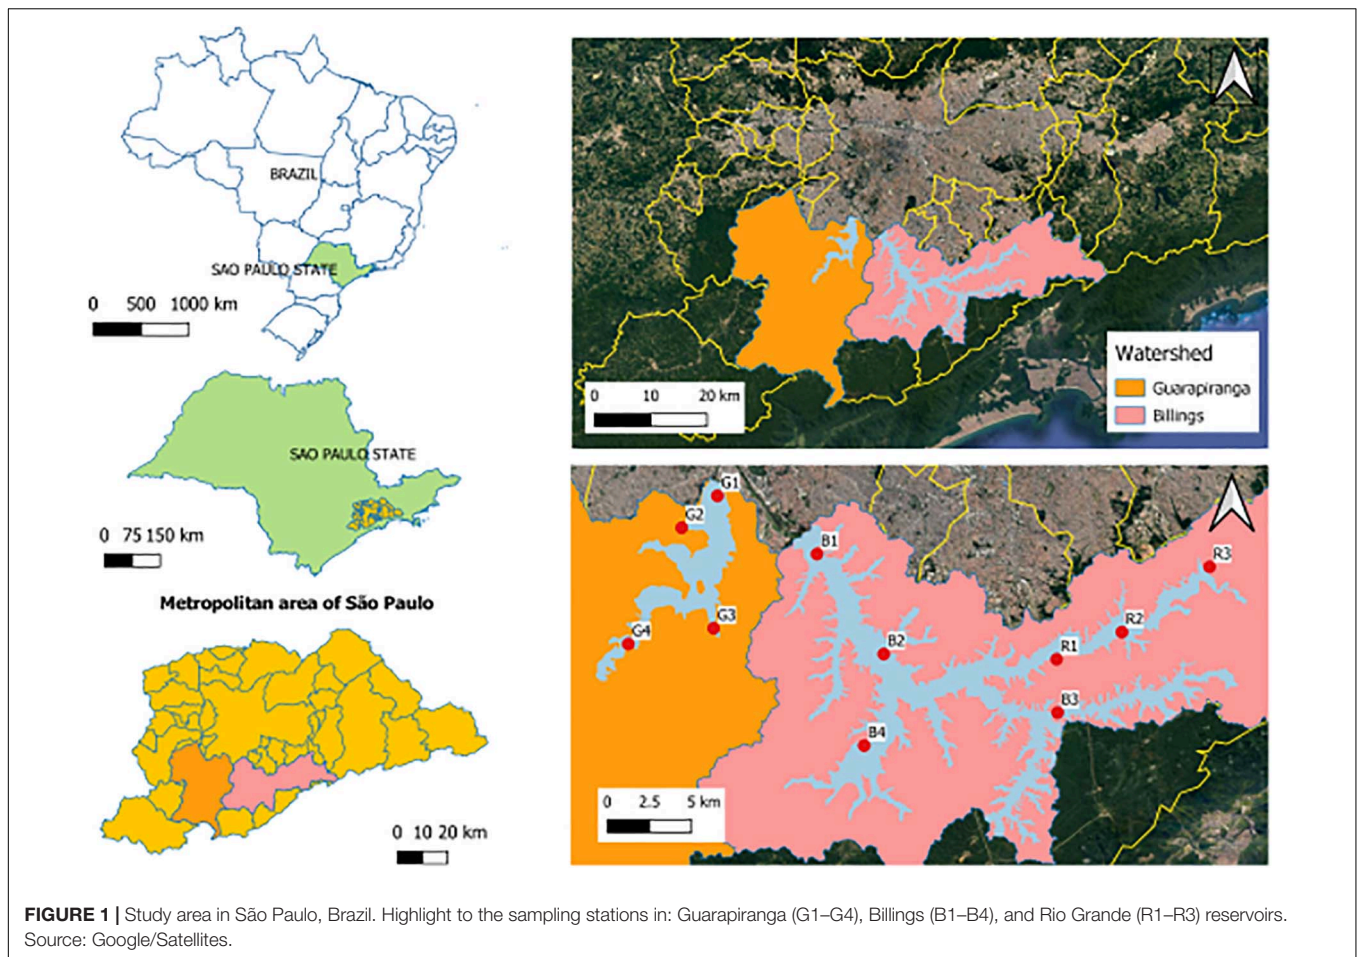 BRAZIL
SAO PAULO STATE
0 500 1000 km
SAO PAULO STATE
0 75 150 km
Metropolitan area of São Paulo
0 10 20 km
Watershed
Guarapiranga
Billings
0 10 20 km
G1
G2
B1
R3
G3
R2
G4
B2
R1
B3
B4
0 2.5 5 km
FIGURE 1 | Study area in São Paulo, Brazil. Highlight to the sampling stations in: Guarapiranga (G1–G4), Billings (B1–B4), and Rio Grande (R1–R3) reservoirs.
Source: Google/Satellites.